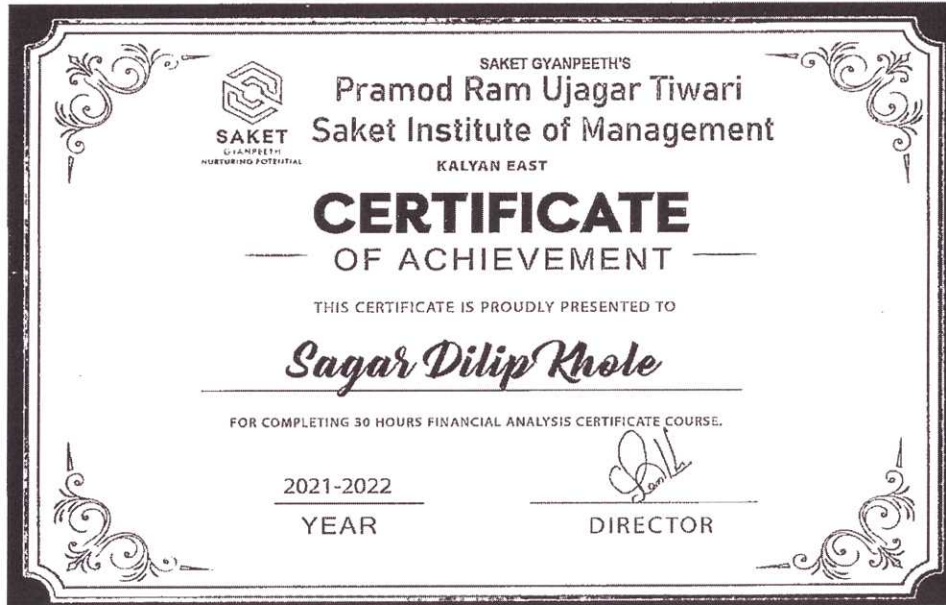 SAKET GYANPEETH'S
Pramod Ram Ujagar Tiwari
Saket Institute of Management
KALYAN EAST
SAKET
GYANPEETH
NURTURING POTENTIAL
CERTIFICATE
OF ACHIEVEMENT
THIS CERTIFICATE IS PROUDLY PRESENTED TO
Sagar Dilip Khole
FOR COMPLETING 30 HOURS FINANCIAL ANALYSIS CERTIFICATE COURSE.
2021-2022
YEAR
DIRECTOR